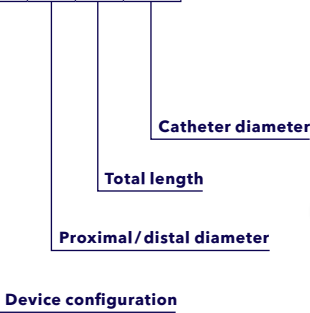 Catheter diameter
Total length
Proximal/distal diameter
Device configuration